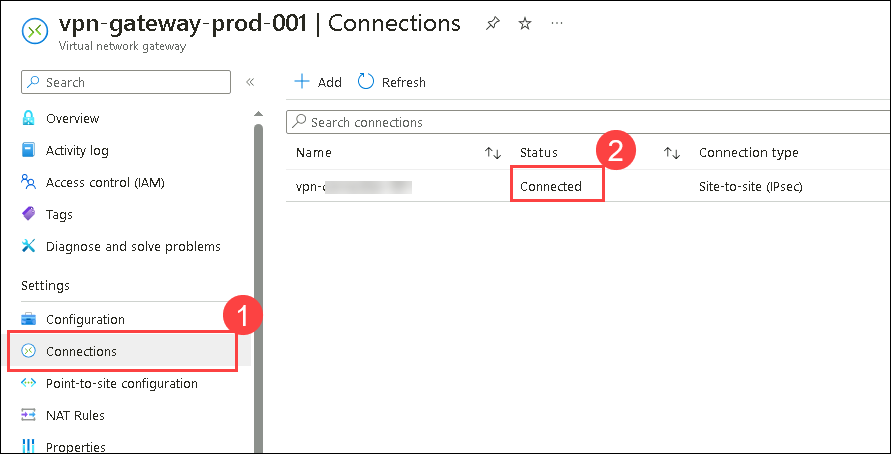 vpn-gateway-prod-001 | Connections
Virtual network gateway
Search
«
Add
Refresh
Overview
Activity log
Access control (IAM)
Tags
Diagnose and solve problems
Settings
Configuration
1
Connections
Point-to-site configuration
NAT Rules
Properties
Search connections
Name
Status
2
Connection type
vpn-
Connected
Site-to-site (IPsec)